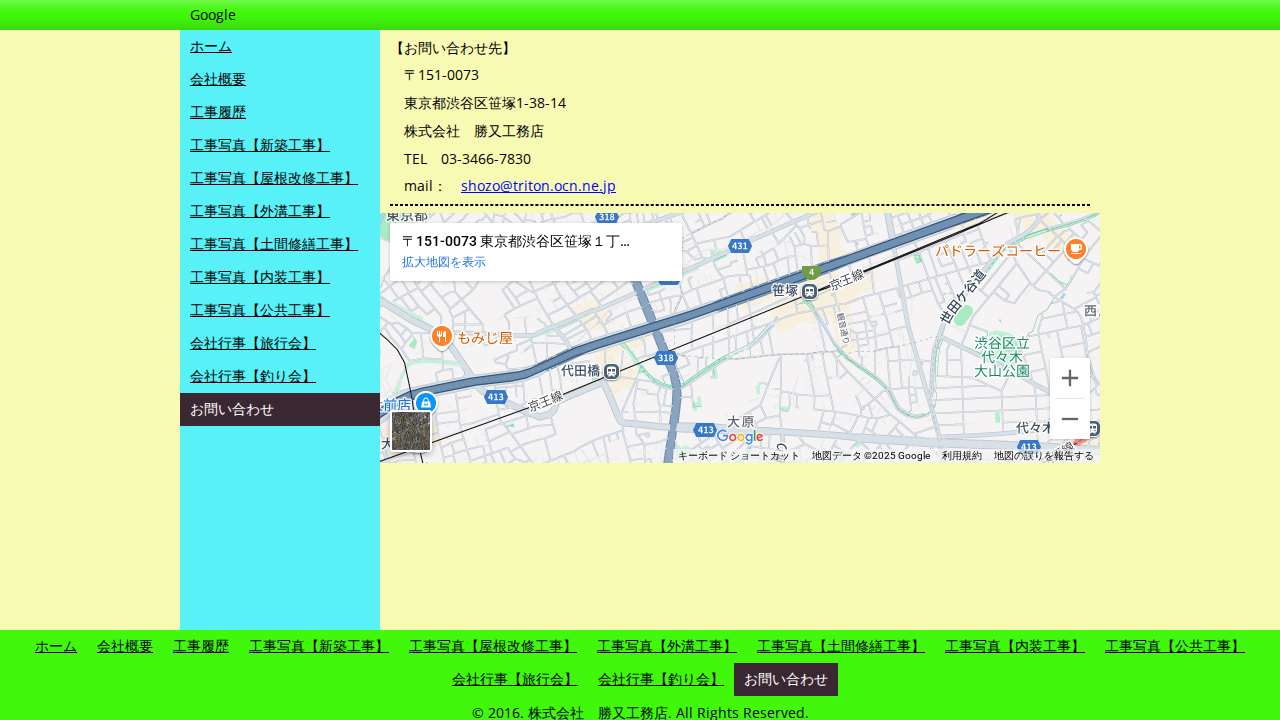 Google
ホーム
会社概要
工事履歴
工事写真【新築工事】
工事写真【屋根改修工事】
工事写真【外溝工事】
工事写真【土間修繕工事】
工事写真【内装工事】
工事写真【公共工事】
会社行事【旅行会】
会社行事【釣り会】
お問い合わせ
【お問い合わせ先】
〒151-0073
東京都渋谷区笹塚1-38-14
株式会社　勝又工務店
TEL　03-3466-7830
mail：　shozo@triton.ocn.ne.jp
東京都
〒151-0073 東京都渋谷区笹塚１丁...
拡大地図を表示
318
431
パドラーズコーヒー
4
笹塚
京王線
世田ケ谷道
西
観音通り
もみじ屋
渋谷区立
代々木
大山公園
318
代田橋
413
京王線
前店
大原
413
Google
代々木
413
キーボード ショートカット
地図データ ©2025 Google
利用規約
地図の誤りを報告する
ホーム 会社概要 工事履歴 工事写真【新築工事】 工事写真【屋根改修工事】 工事写真【外溝工事】 工事写真【土間修繕工事】 工事写真【内装工事】 工事写真【公共工事】
会社行事【旅行会】 会社行事【釣り会】 お問い合わせ
© 2016. 株式会社　勝又工務店. All Rights Reserved.